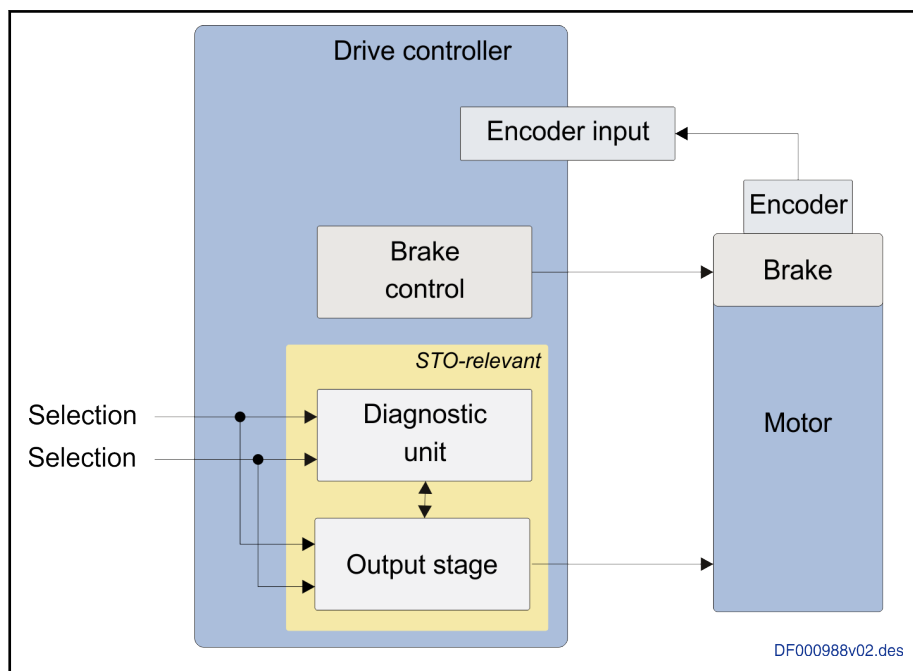 Drive controller
Encoder input
Encoder
Brake
control
Brake
STO-relevant
Selection
Diagnostic
unit
Motor
Selection
Output stage
DF000988v02.des